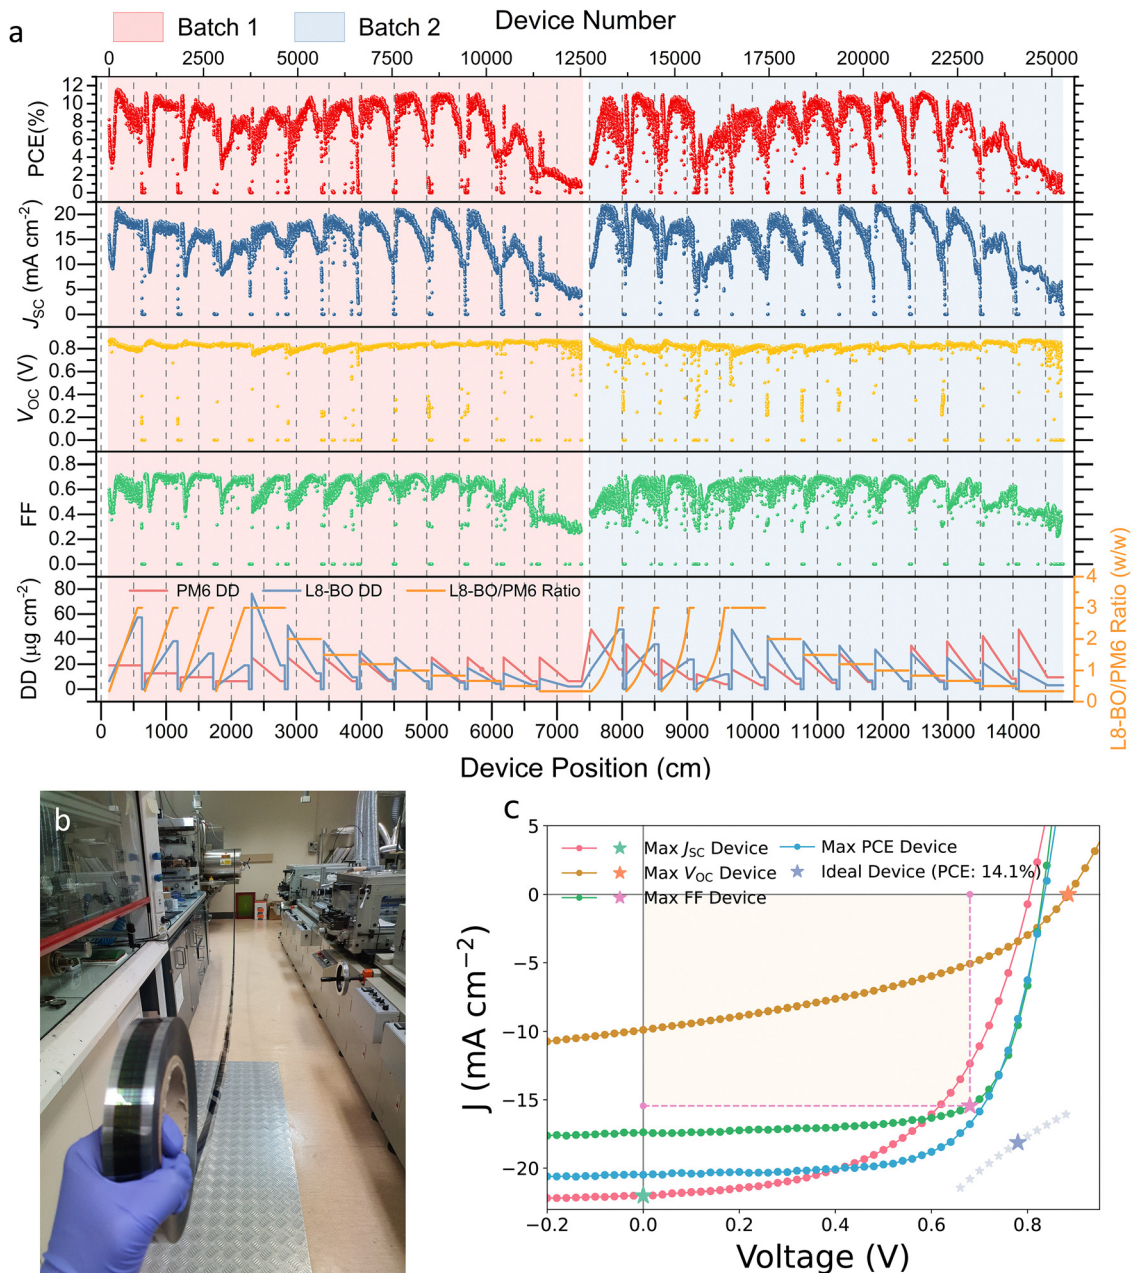 a
Batch 1
Batch 2
Device Number
0 2500 5000 7500 10000 12500 15000 17500 20000 22500 25000
PCE(%)
12
10
8
6
4
2
0
J_SC (mA cm⁻²)
20
15
10
5
0
V_OC (V)
0.8
0.6
0.4
0.2
0.0
FF
0.8
0.6
0.4
0.2
0.0
DD (µg cm⁻²)
80
60
40
20
0
PM6 DD
L8-BO DD
L8-BO/PM6 Ratio
4
3
2
1
0
L8-BO/PM6 Ratio (w/w)
0 1000 2000 3000 4000 5000 6000 7000 8000 9000 10000 11000 12000 13000 14000
Device Position (cm)
b
c
Max J_SC Device
Max V_OC Device
Max FF Device
Max PCE Device
Ideal Device (PCE: 14.1%)
J (mA cm⁻²)
5
0
−5
−10
−15
−20
−0.2 0.0 0.2 0.4 0.6 0.8
Voltage (V)